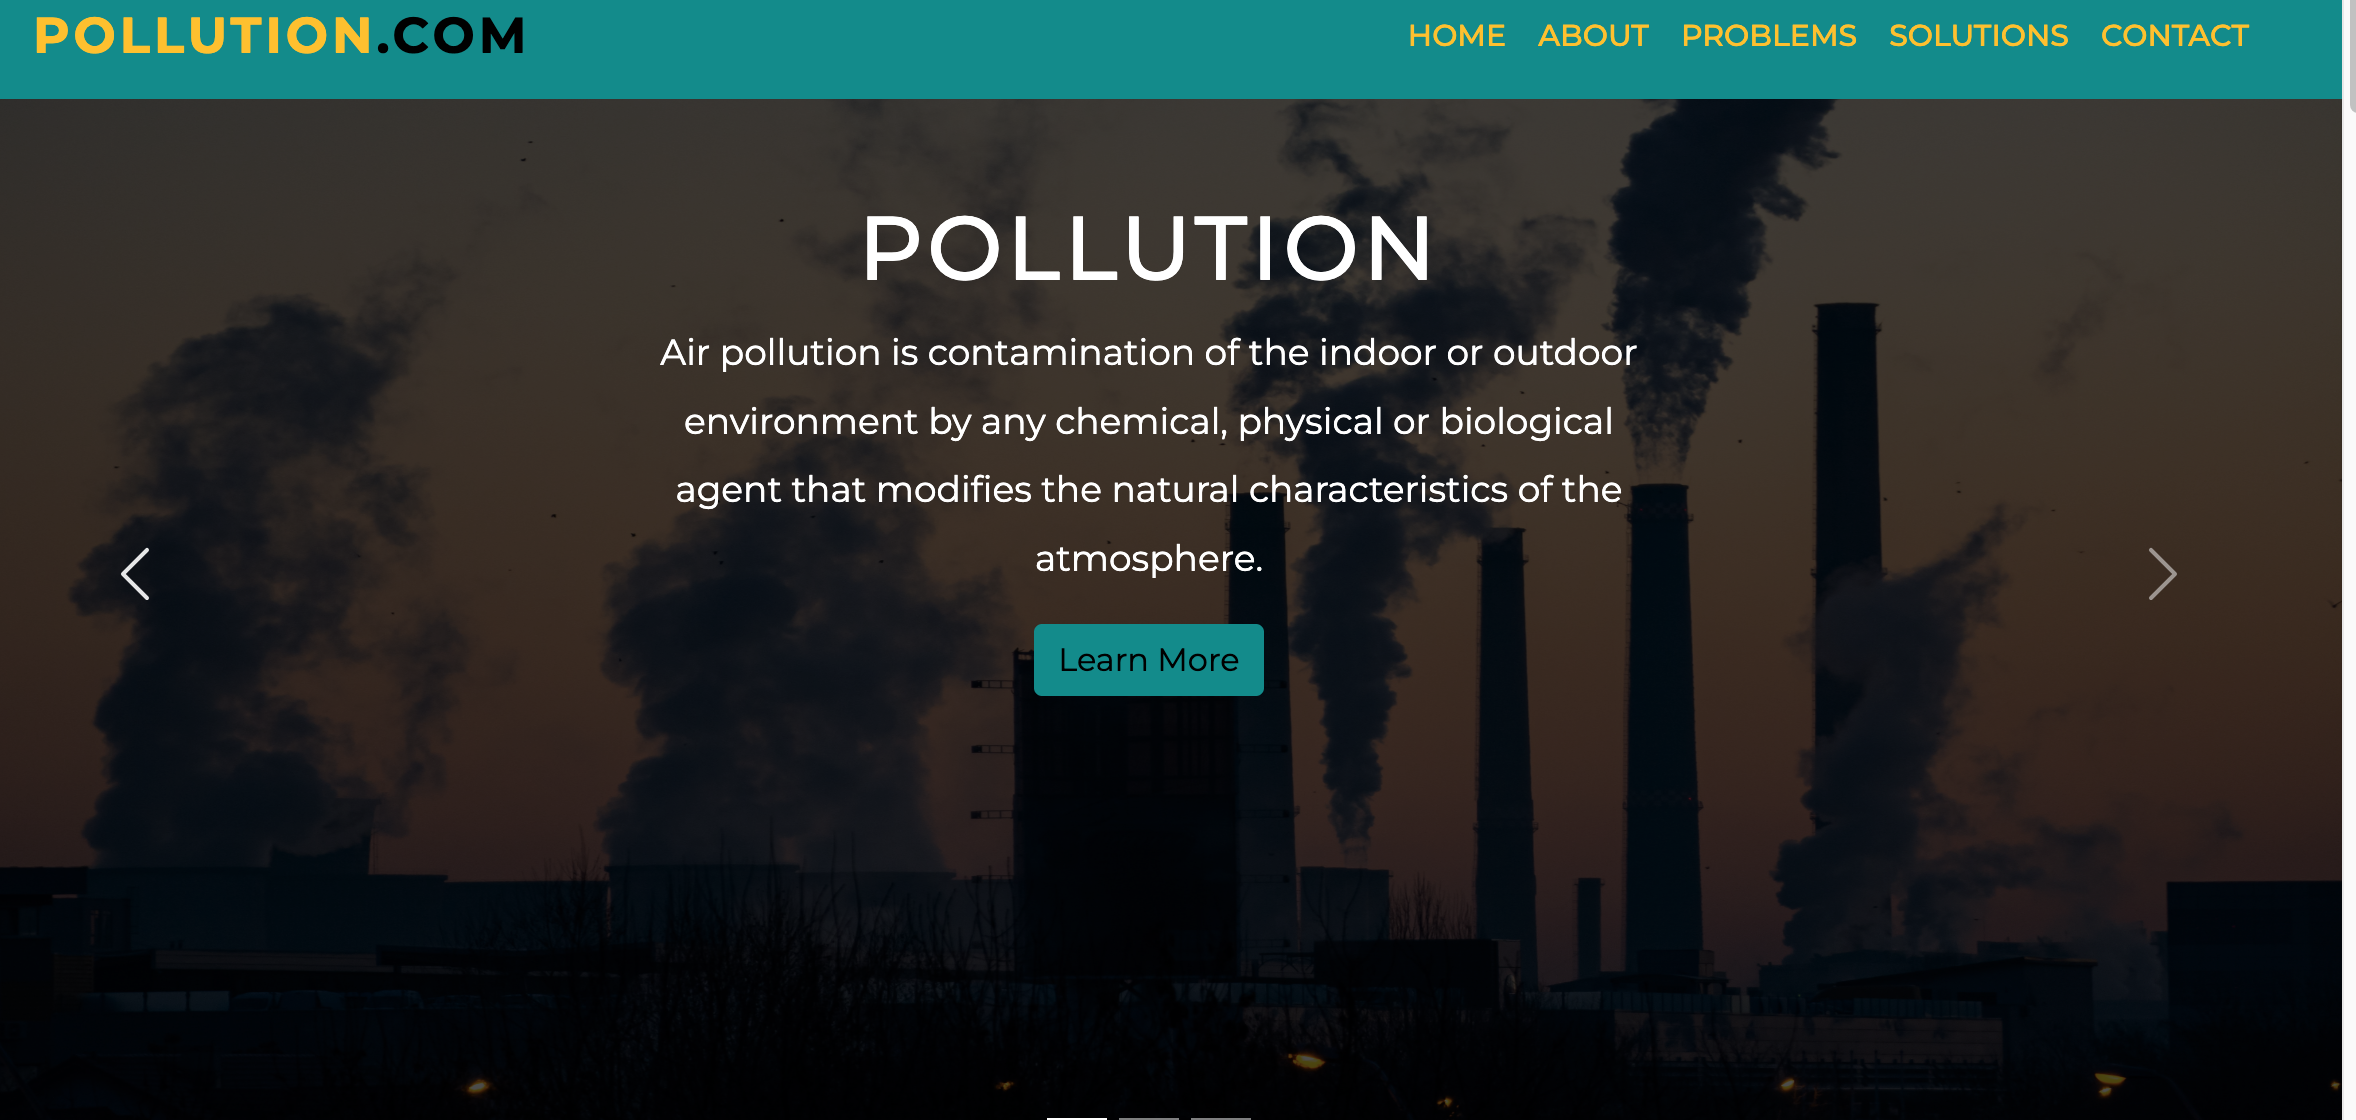 POLLUTION.COM
HOME ABOUT PROBLEMS SOLUTIONS CONTACT
POLLUTION
Air pollution is contamination of the indoor or outdoor
environment by any chemical, physical or biological
agent that modifies the natural characteristics of the
atmosphere.
Learn More